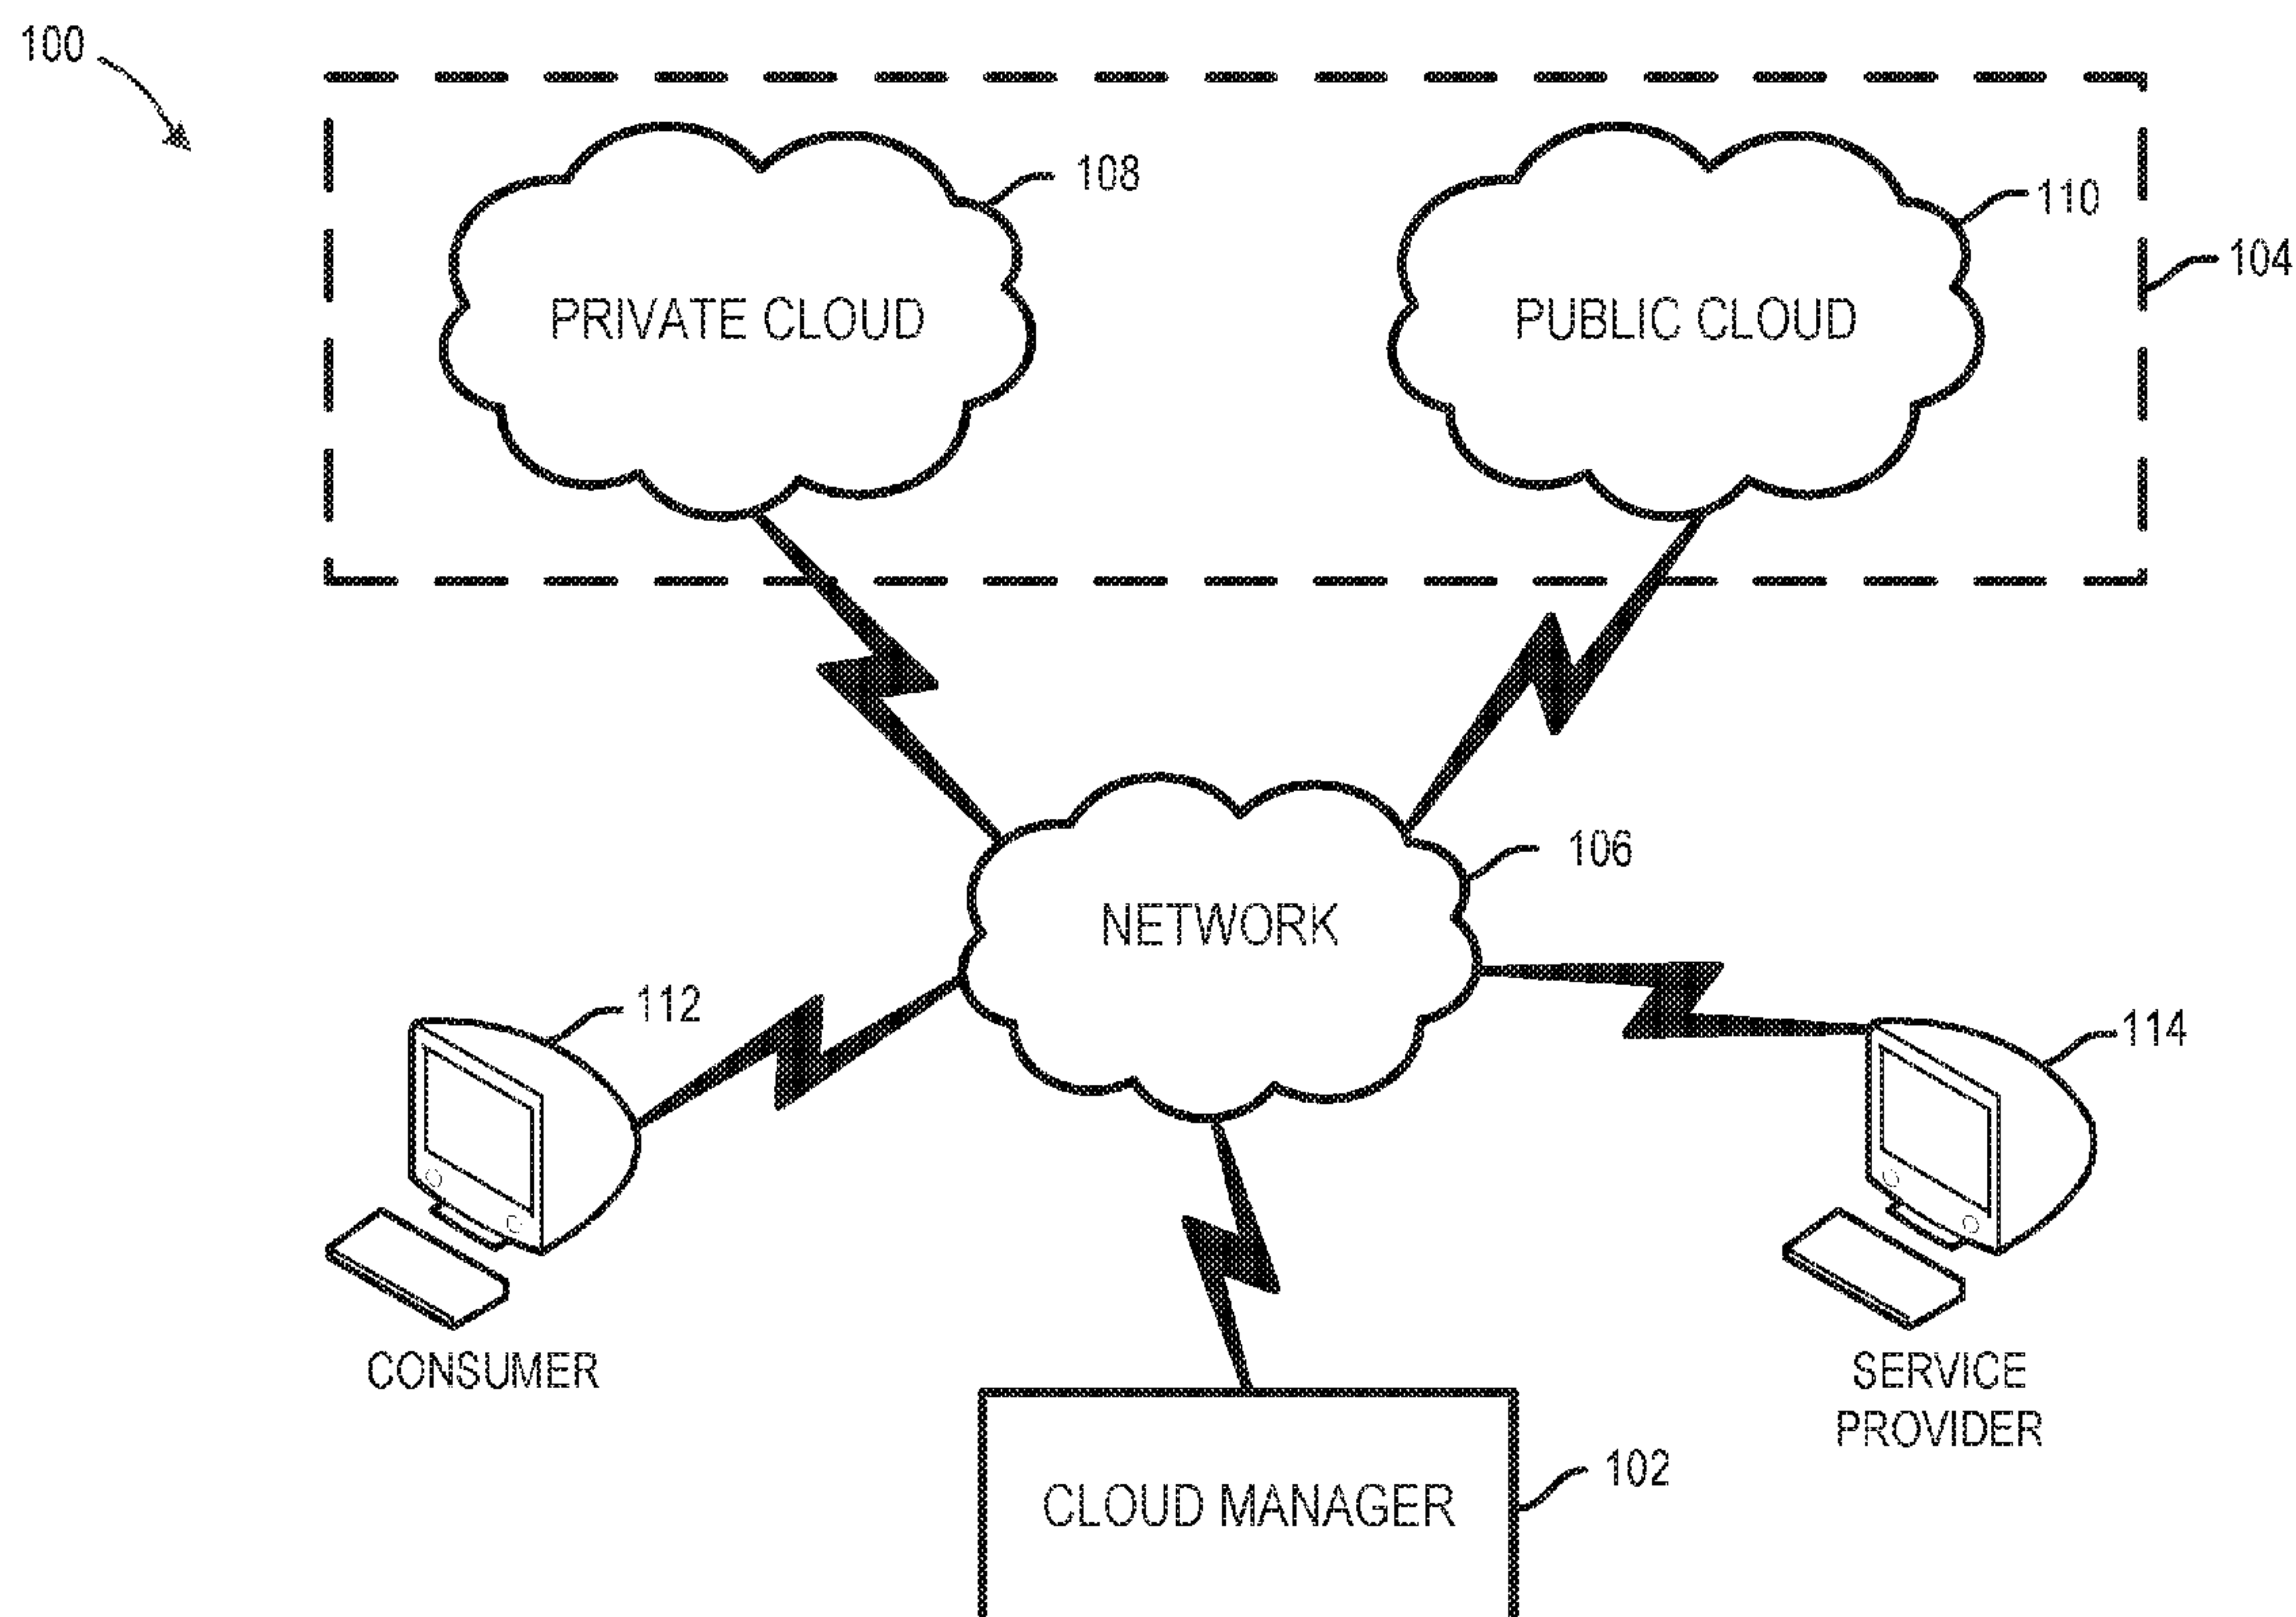 100
108
110
104
PRIVATE CLOUD
PUBLIC CLOUD
106
NETWORK
112
114
CONSUMER
SERVICE
PROVIDER
102
CLOUD MANAGER